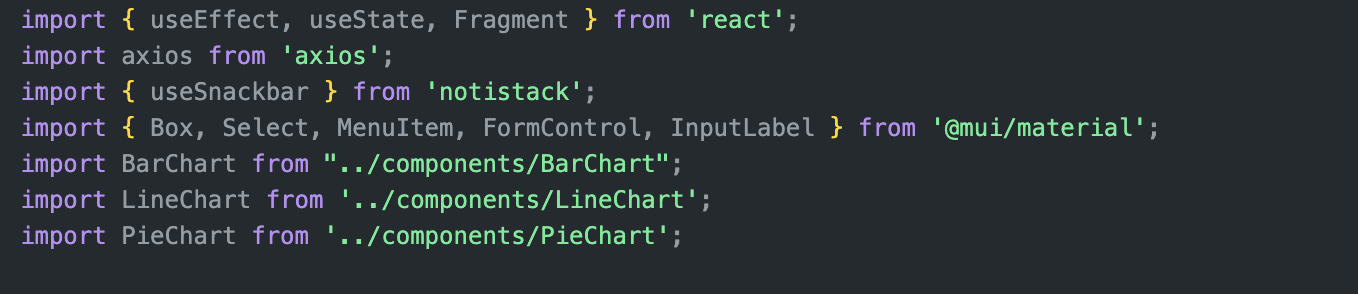 import { useEffect, useState, Fragment } from 'react';
import axios from 'axios';
import { useSnackbar } from 'notistack';
import { Box, Select, MenuItem, FormControl, InputLabel } from '@mui/material';
import BarChart from "../components/BarChart";
import LineChart from '../components/LineChart';
import PieChart from '../components/PieChart';